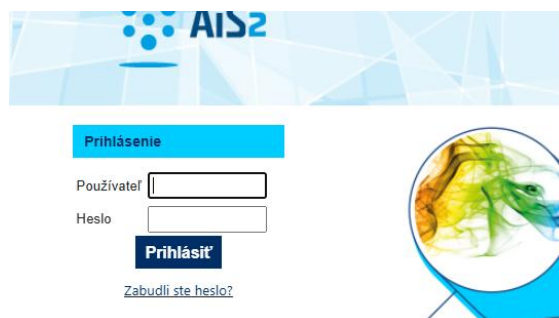 AiS2
Prihlásenie
Používateľ
Heslo
Prihlásiť
Zabudli ste heslo?